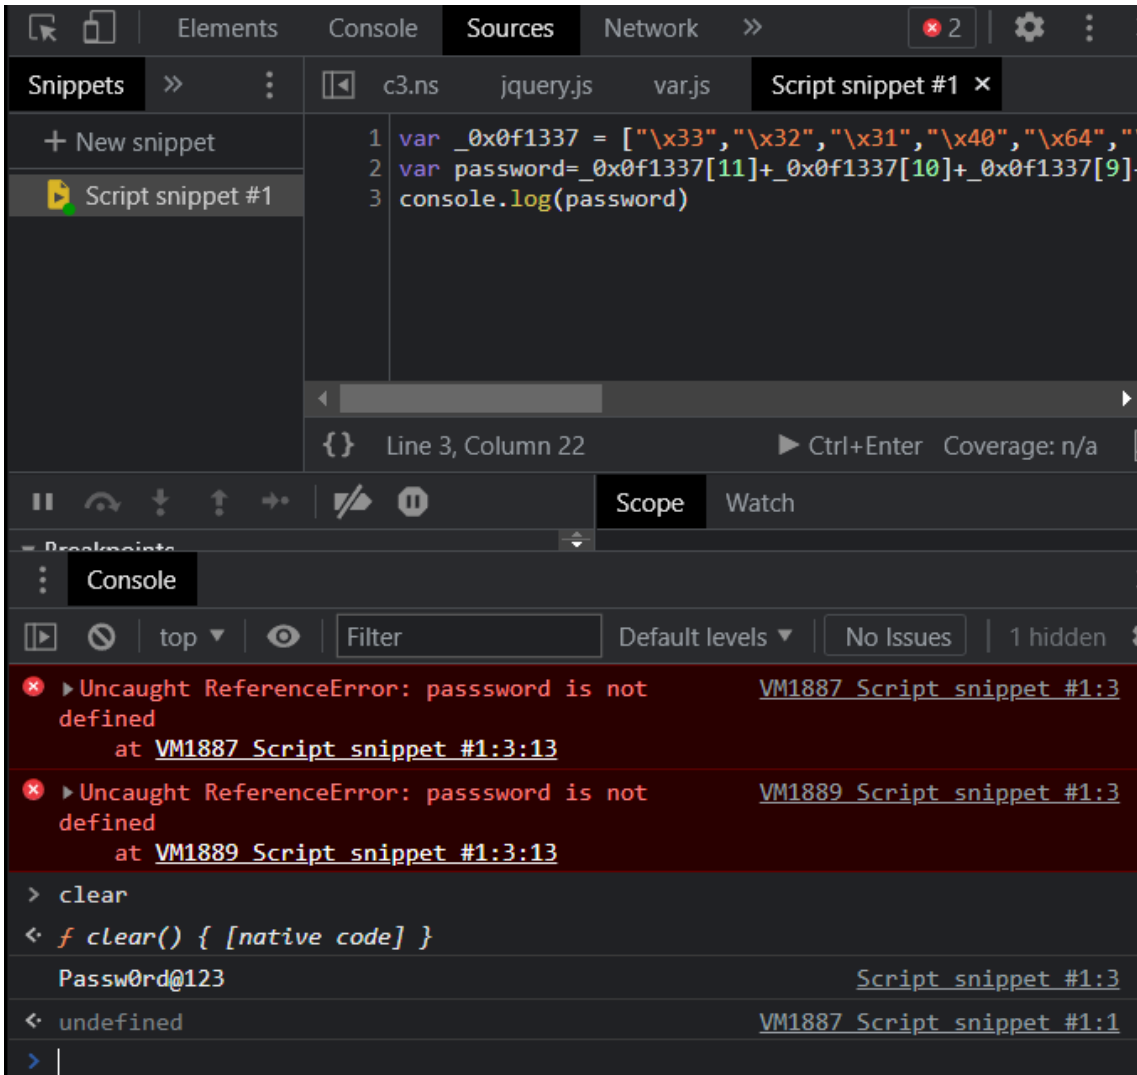 Elements Console Sources Network » 2
Snippets » c3.ns jquery.js var.js Script snippet #1 ×
+ New snippet
Script snippet #1
1 var _0x0f1337 = ["\x33","\x32","\x31","\x40","\x64","
2 var password=_0x0f1337[11]+_0x0f1337[10]+_0x0f1337[9]
3 console.log(password)
{} Line 3, Column 22 Ctrl+Enter Coverage: n/a
Scope Watch
Breakpoints
Console
top Filter Default levels No Issues 1 hidden
Uncaught ReferenceError: passsword is not VM1887 Script snippet #1:3
defined
at VM1887 Script snippet #1:3:13
Uncaught ReferenceError: passsword is not VM1889 Script snippet #1:3
defined
at VM1889 Script snippet #1:3:13
> clear
ƒ clear() { [native code] }
Passw0rd@123 Script snippet #1:3
undefined VM1887 Script snippet #1:1
>